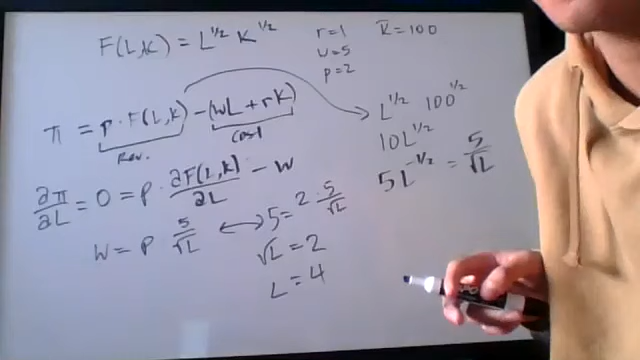 F(L,K) = L^1/2 K^1/2
r=1
K̄=100
w=5
p=2
π = p·F(L,K) - (wL + rK)
Rev.
Cost
∂π/∂L = 0 = p · ∂F(L,K)/∂L - w
w = p 5/√L ↔ 5 = 2 · 5/√L
√L = 2
L = 4
L^1/2 100^1/2
10L^1/2
5L^-1/2 = 5/√L